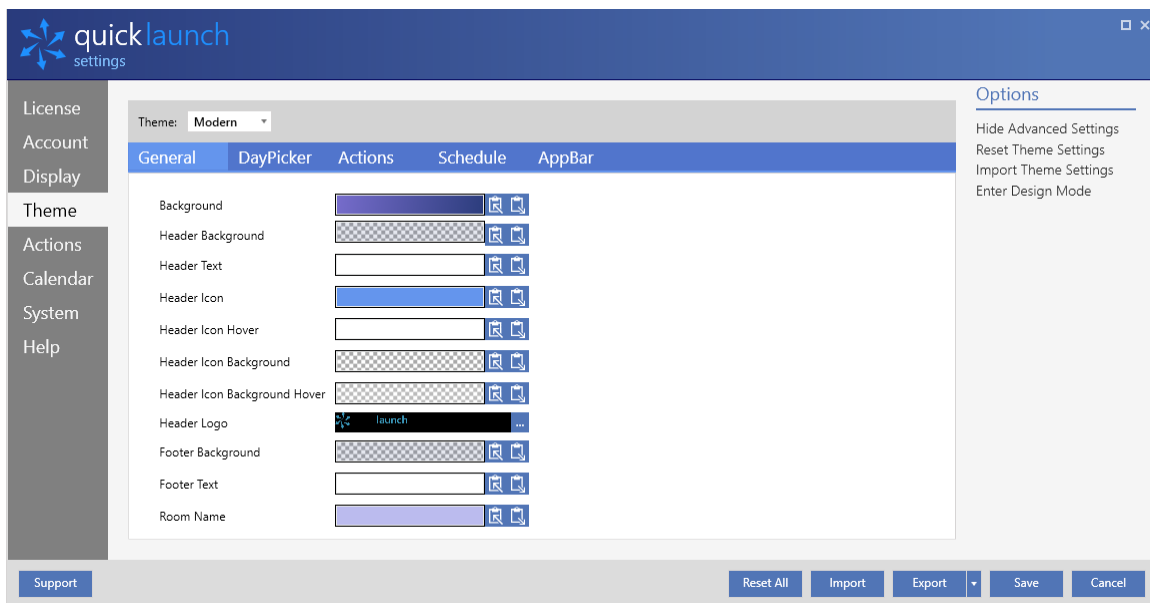 quicklaunch
settings
License
Account
Display
Theme
Actions
Calendar
System
Help
Theme: Modern
General DayPicker Actions Schedule AppBar
Background
Header Background
Header Text
Header Icon
Header Icon Hover
Header Icon Background
Header Icon Background Hover
Header Logo launch ...
Footer Background
Footer Text
Room Name
Options
Hide Advanced Settings
Reset Theme Settings
Import Theme Settings
Enter Design Mode
Support Reset All Import Export Save Cancel